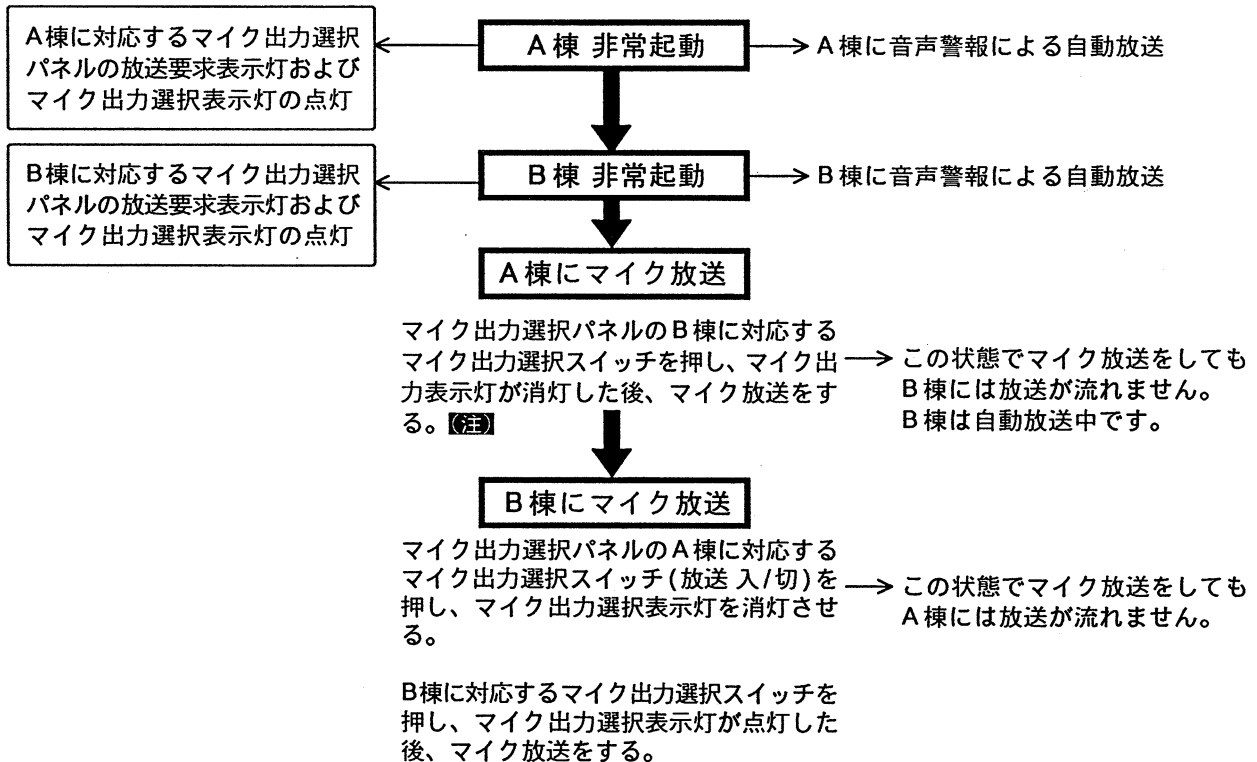 A棟に対応するマイク出力選択
パネルの放送要求表示灯および
マイク出力選択表示灯の点灯
A棟 非常起動
A棟に音声警報による自動放送
B棟に対応するマイク出力選択
パネルの放送要求表示灯および
マイク出力選択表示灯の点灯
B棟 非常起動
B棟に音声警報による自動放送
A棟にマイク放送
マイク出力選択パネルのB棟に対応する
マイク出力選択スイッチを押し、マイク出
力表示灯が消灯した後、マイク放送をす
る。(注)
この状態でマイク放送をしても
B棟には放送が流れません。
B棟は自動放送中です。
B棟にマイク放送
マイク出力選択パネルのA棟に対応する
マイク出力選択スイッチ(放送 入/切)を
押し、マイク出力選択表示灯を消灯させ
る。
この状態でマイク放送をしても
A棟には放送が流れません。
B棟に対応するマイク出力選択スイッチを
押し、マイク出力選択表示灯が点灯した
後、マイク放送をする。